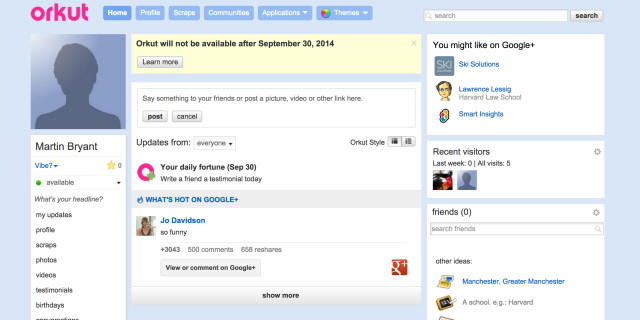 orkut
Home
Profile
Scraps
Communities
Applications
Themes
search
search
Martin Bryant
Vibe?
0
available
What's your headline?
my updates
profile
scraps
photos
videos
testimonials
birthdays
conversations
Orkut will not be available after September 30, 2014
Learn more
Say something to your friends or post a picture, video or other link here.
post
cancel
Updates from:
everyone
Orkut Style
Your daily fortune (Sep 30)
Write a friend a testimonial today
WHAT'S HOT ON GOOGLE+
Jo Davidson
so funny
+3043 500 comments 658 reshares
View or comment on Google+
g+
show more
You might like on Google+
SKI
Ski Solutions
Lawrence Lessig
Harvard Law School
Smart Insights
Recent visitors
Last week: 0 | All visits: 5
friends (0)
search friends
other ideas:
Manchester, Greater Manchester
A school. e.g.: Harvard